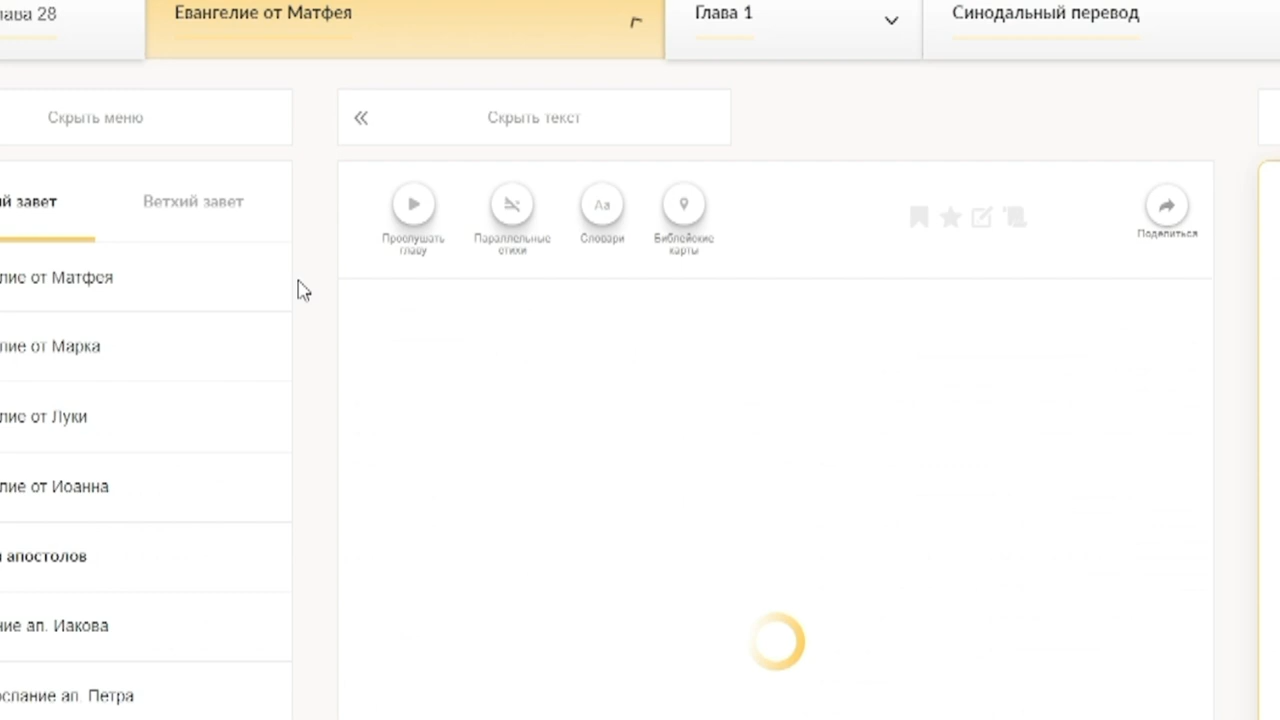 лава 28
Евангелие от Матфея
Глава 1
Синодальный перевод
Скрыть меню
Скрыть текст
ий завет
Ветхий завет
Прослушать
главу
Параллельные
стихи
Aa
Словари
Библейские
карты
Поделиться
лие от Матфея
лие от Марка
лие от Луки
лие от Иоанна
апостолов
ние ап. Иакова
ослание ап. Петра